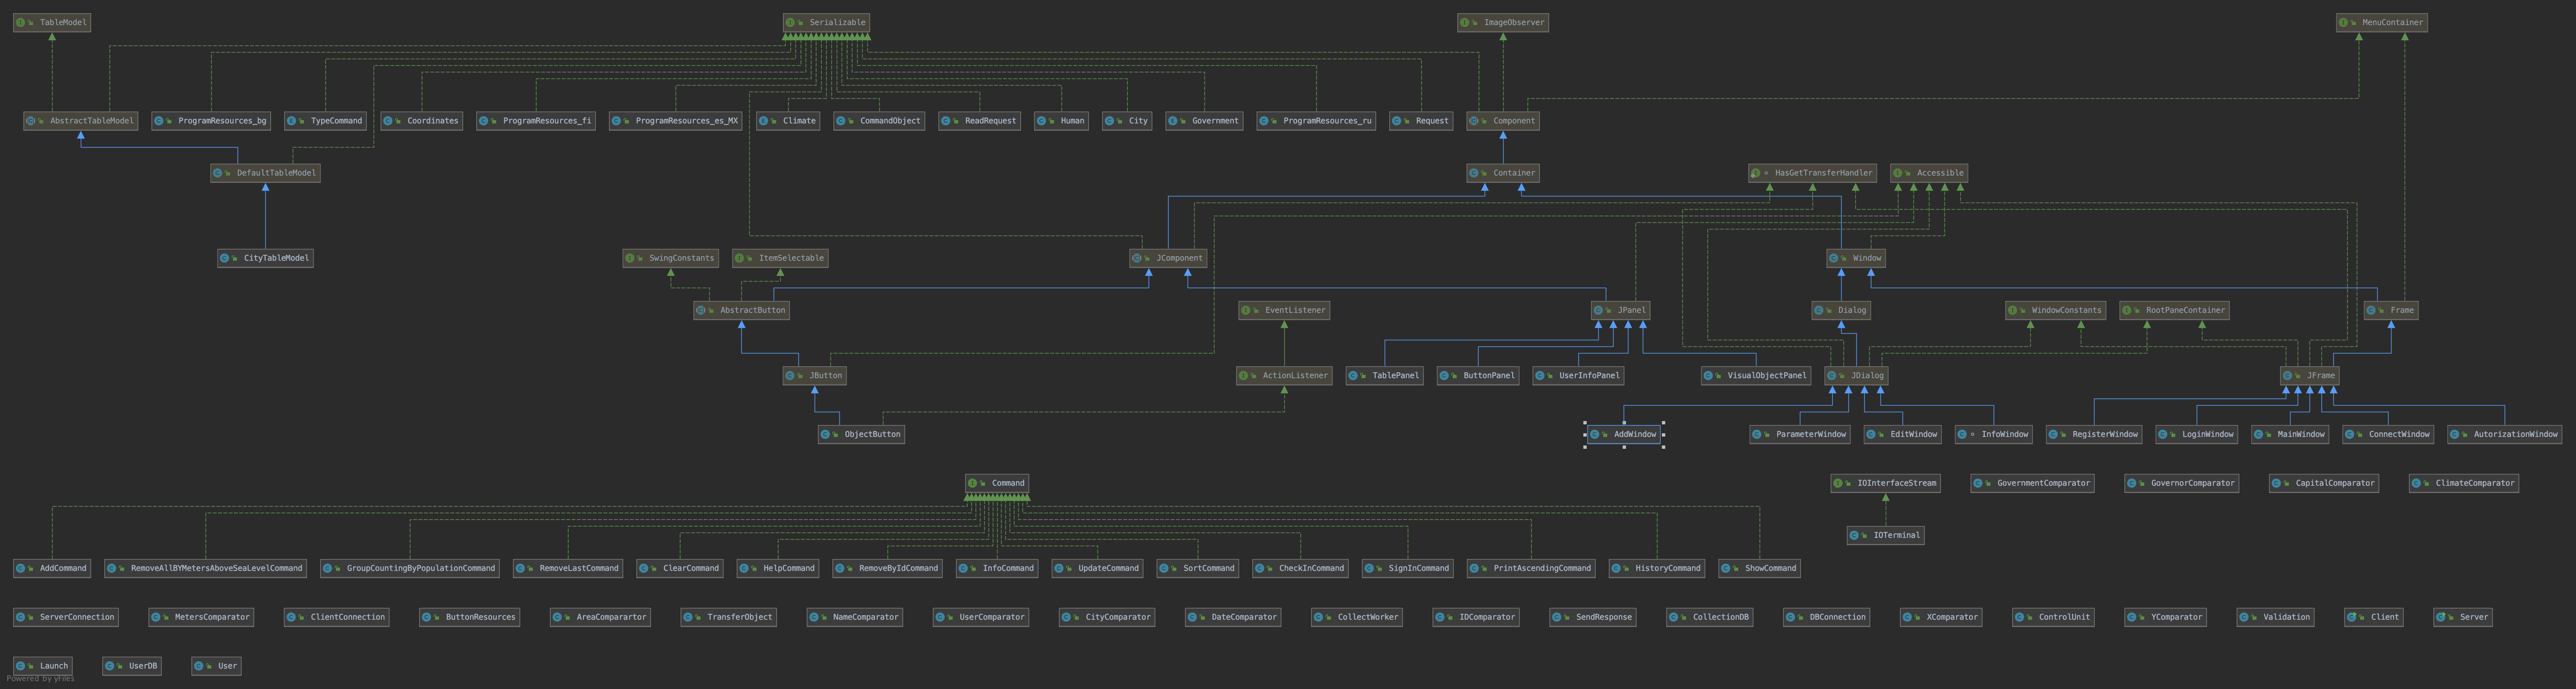 TableModel Serializable ImageObserver MenuContainer
AbstractTableModel ProgramResources_bg TypeCommand Coordinates ProgramResources_fi ProgramResources_es_MX Climate CommandObject ReadRequest Human City Government ProgramResources_ru Request Component
DefaultTableModel Container HasGetTransferHandler Accessible
CityTableModel SwingConstants ItemSelectable JComponent Window
AbstractButton EventListener JPanel Dialog WindowConstants RootPaneContainer Frame
JButton ActionListener TablePanel ButtonPanel UserInfoPanel VisualObjectPanel JDialog JFrame
ObjectButton AddWindow ParameterWindow EditWindow InfoWindow RegisterWindow LoginWindow MainWindow ConnectWindow AutorizationWindow
Command IOInterfaceStream GovernmentComparator GovernorComparator CapitalComparator ClimateComparator
IOTerminal
AddCommand RemoveAllBYMetersAboveSeaLevelCommand GroupCountingByPopulationCommand RemoveLastCommand ClearCommand HelpCommand RemoveByIdCommand InfoCommand UpdateCommand SortCommand CheckInCommand SignInCommand PrintAscendingCommand HistoryCommand ShowCommand
ServerConnection MetersComparator ClientConnection ButtonResources AreaComparartor TransferObject NameComparator UserComparator CityComparator DateComparator CollectWorker IDComparator SendResponse CollectionDB DBConnection XComparator ControlUnit YComparator Validation Client Server
Launch UserDB User
Powered by yFiles